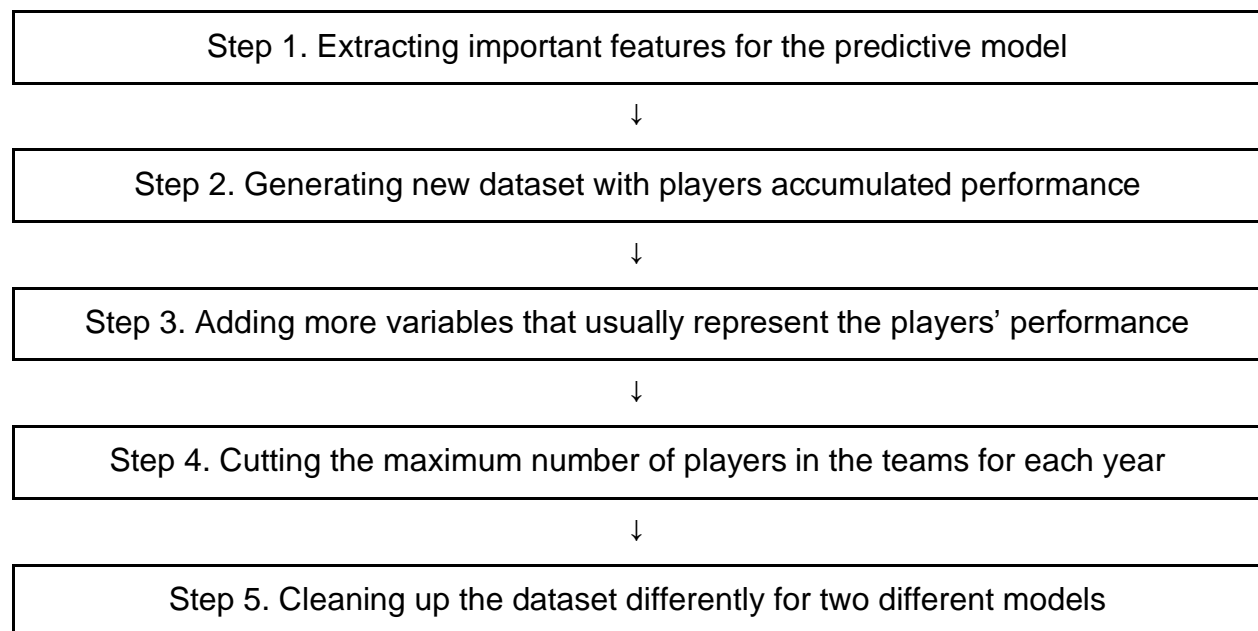 Step 1. Extracting important features for the predictive model
↓
Step 2. Generating new dataset with players accumulated performance
↓
Step 3. Adding more variables that usually represent the players’ performance
↓
Step 4. Cutting the maximum number of players in the teams for each year
↓
Step 5. Cleaning up the dataset differently for two different models